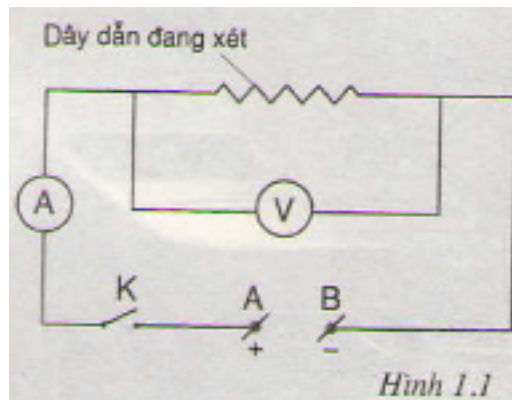 Dây dẫn đang xét
A
V
K A B
+ −
Hình 1.1